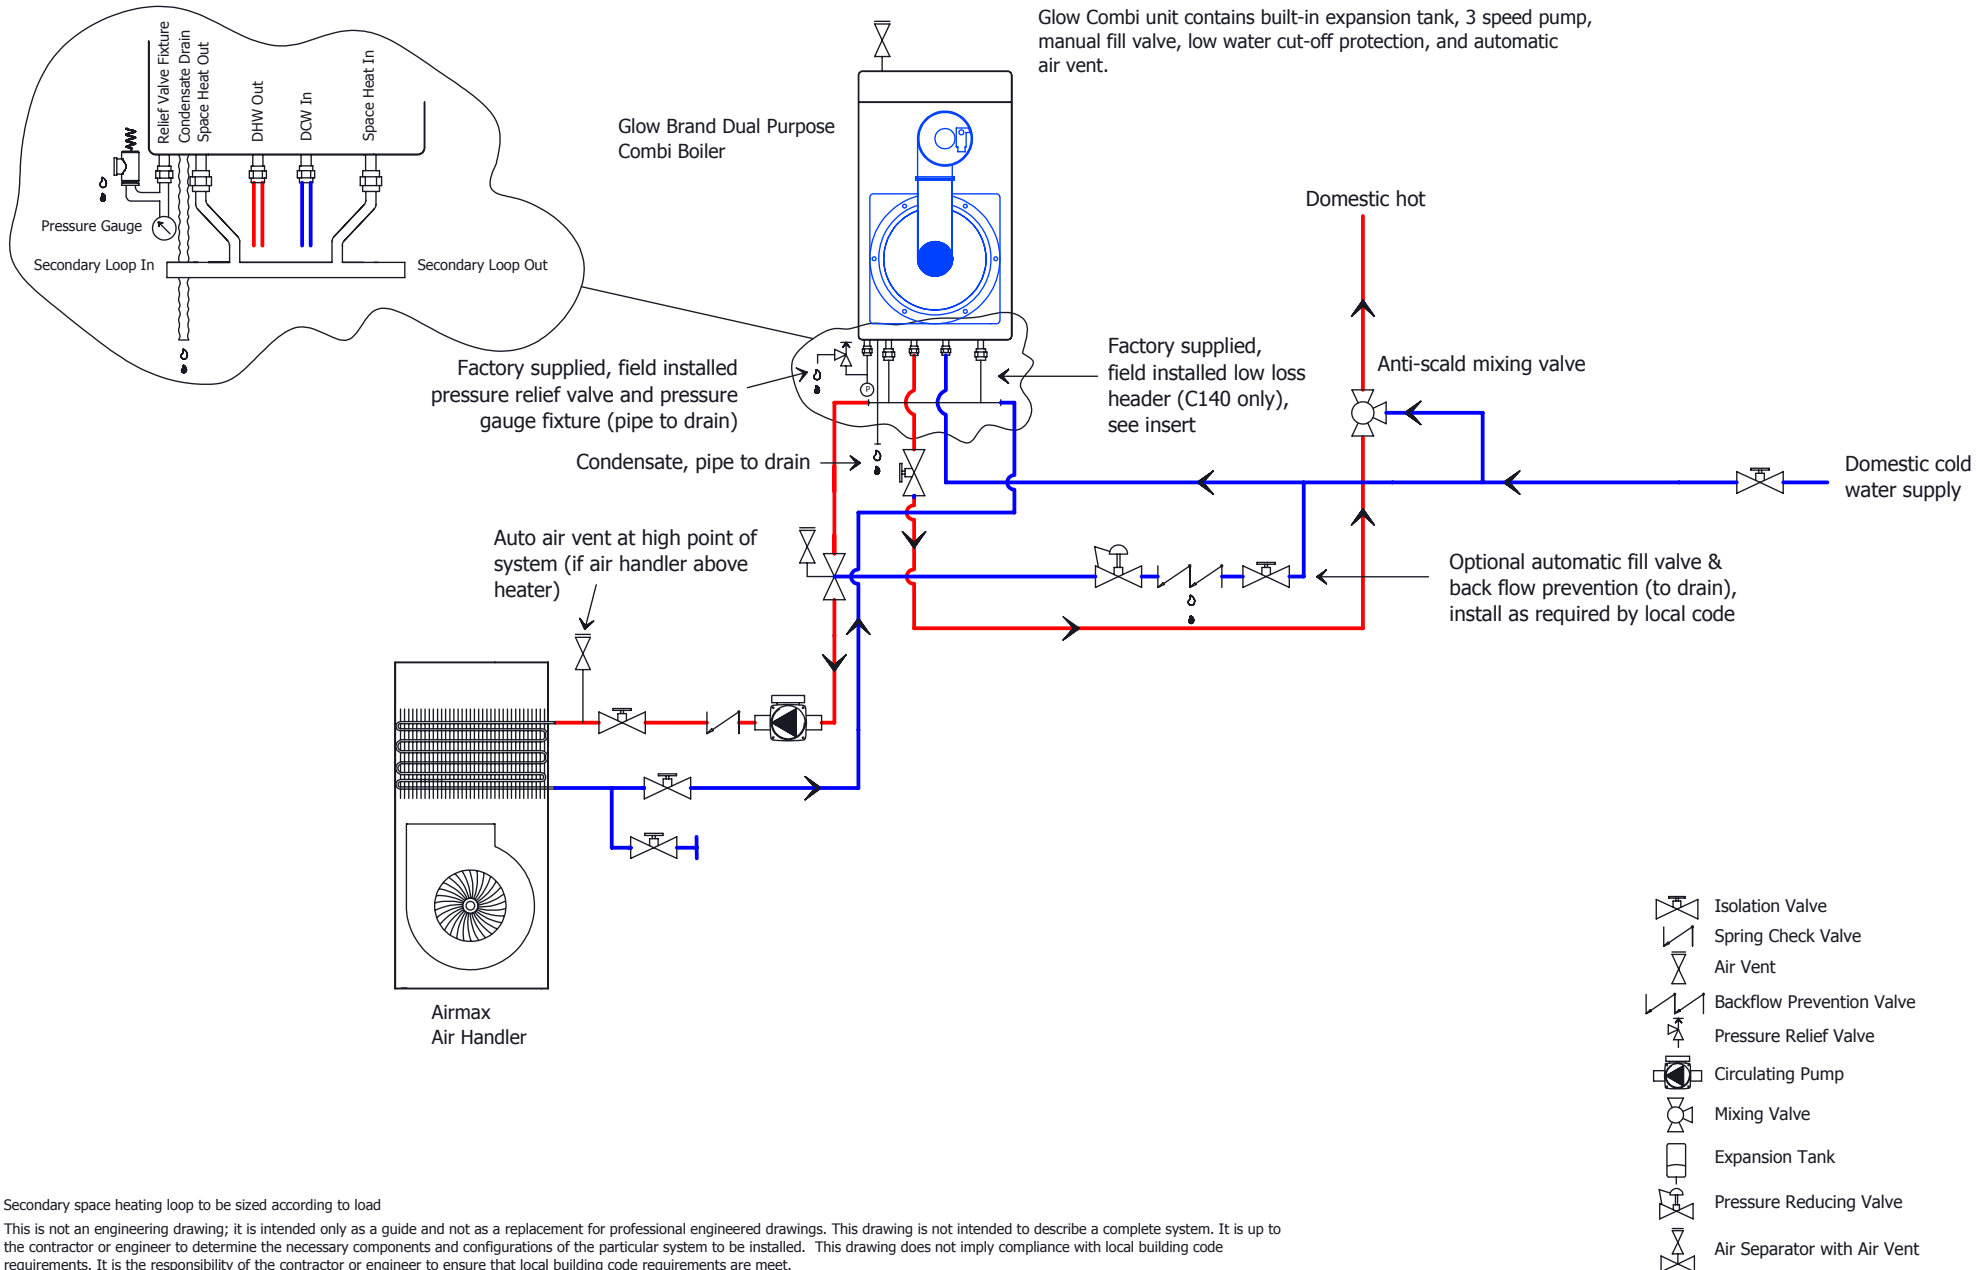 Glow Combi unit contains built-in expansion tank, 3 speed pump,
manual fill valve, low water cut-off protection, and automatic
air vent.
Relief Valve Fixture
Condensate Drain
Space Heat Out
DHW Out
DCW In
Space Heat In
Pressure Gauge
Secondary Loop In
Secondary Loop Out
Glow Brand Dual Purpose
Combi Boiler
Domestic hot
Factory supplied, field installed
pressure relief valve and pressure
gauge fixture (pipe to drain)
P
Factory supplied,
field installed low loss
header (C140 only),
see insert
Anti-scald mixing valve
Condensate, pipe to drain
Domestic cold
water supply
Auto air vent at high point of
system (if air handler above
heater)
Optional automatic fill valve &
back flow prevention (to drain),
install as required by local code
Airmax
Air Handler
Isolation Valve
Spring Check Valve
Air Vent
Backflow Prevention Valve
Pressure Relief Valve
Circulating Pump
Mixing Valve
Expansion Tank
Pressure Reducing Valve
Air Separator with Air Vent
Secondary space heating loop to be sized according to load
This is not an engineering drawing; it is intended only as a guide and not as a replacement for professional engineered drawings. This drawing is not intended to describe a complete system. It is up to
the contractor or engineer to determine the necessary components and configurations of the particular system to be installed. This drawing does not imply compliance with local building code
requirements. It is the responsibility of the contractor or engineer to ensure that local building code requirements are meet.